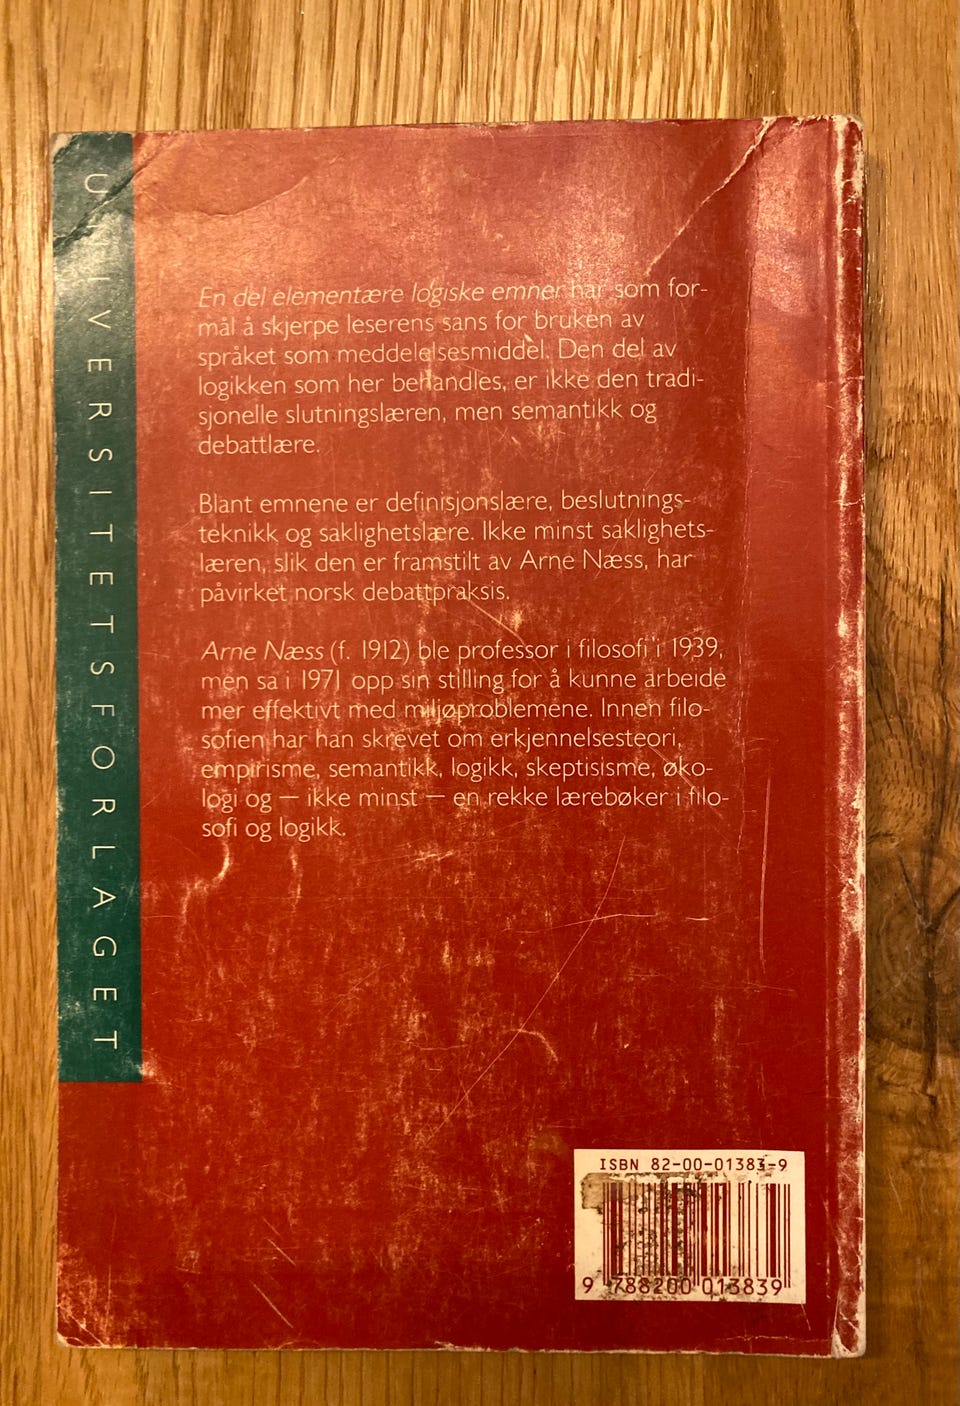 UNIVERSITETSFORLAGET
En del elementære logiske emner har som for-
mål å skjerpe leserens sans for bruken av
språket som meddelelsesmiddel. Den del av
logikken som her behandles, er ikke den tradi-
sjonelle slutningslæren, men semantikk og
debattlære.
Blant emnene er definisjonslære, beslutnings-
teknikk og saklighetslære. Ikke minst saklighets-
læren, slik den er framstilt av Arne Næss, har
påvirket norsk debattpraksis.
Arne Næss (f. 1912) ble professor i filosofi i 1939,
men sa i 1971 opp sin stilling for å kunne arbeide
mer effektivt med miljøproblemene. Innen filo-
sofien har han skrevet om erkjennelsesteori,
empirisme, semantikk, logikk, skeptisisme, øko-
logi og — ikke minst — en rekke lærebøker i filo-
sofi og logikk.
ISBN 82-00-01383-9
9 788200 013839